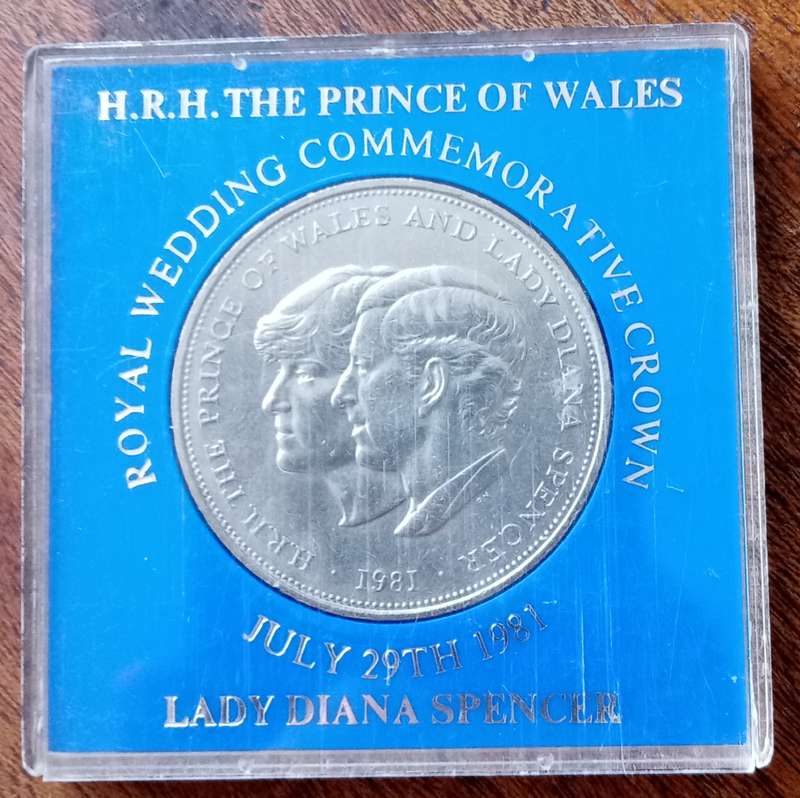 H.R.H. THE PRINCE OF WALES
ROYAL WEDDING COMMEMORATIVE CROWN
H.R.H. THE PRINCE OF WALES AND LADY DIANA SPENCER
· 1981 ·
JULY 29TH 1981
LADY DIANA SPENCER